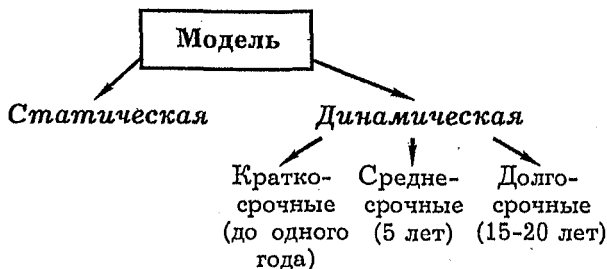 Модель
Статическая Динамическая
Кратко- Средне- Долго-
срочные срочные срочные
(до одного (5 лет) (15-20 лет)
года)